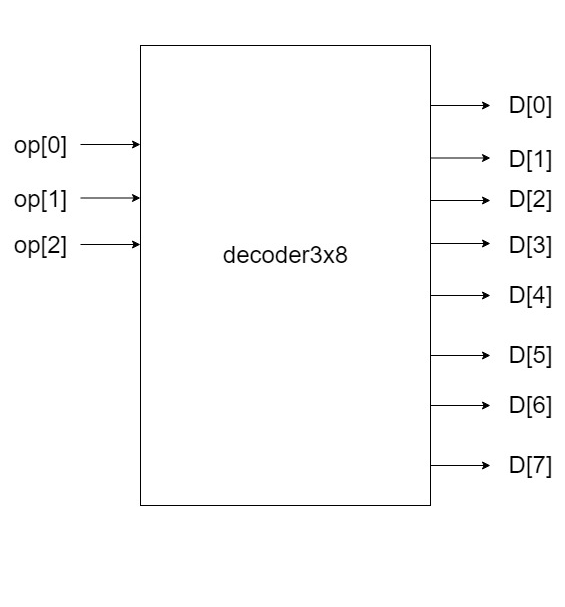 op[0]
op[1]
op[2]
decoder3x8
D[0]
D[1]
D[2]
D[3]
D[4]
D[5]
D[6]
D[7]